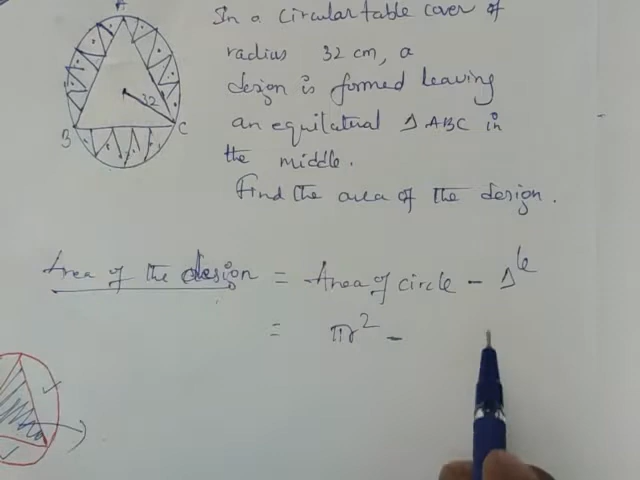 A
In a circular table cover of
radius 32 cm, a
design is formed leaving
32
an equilatual Δ ABC in
B
C
the middle.
Find the area of the design.
Area of the design = Area of circle - Δle
= πr² -